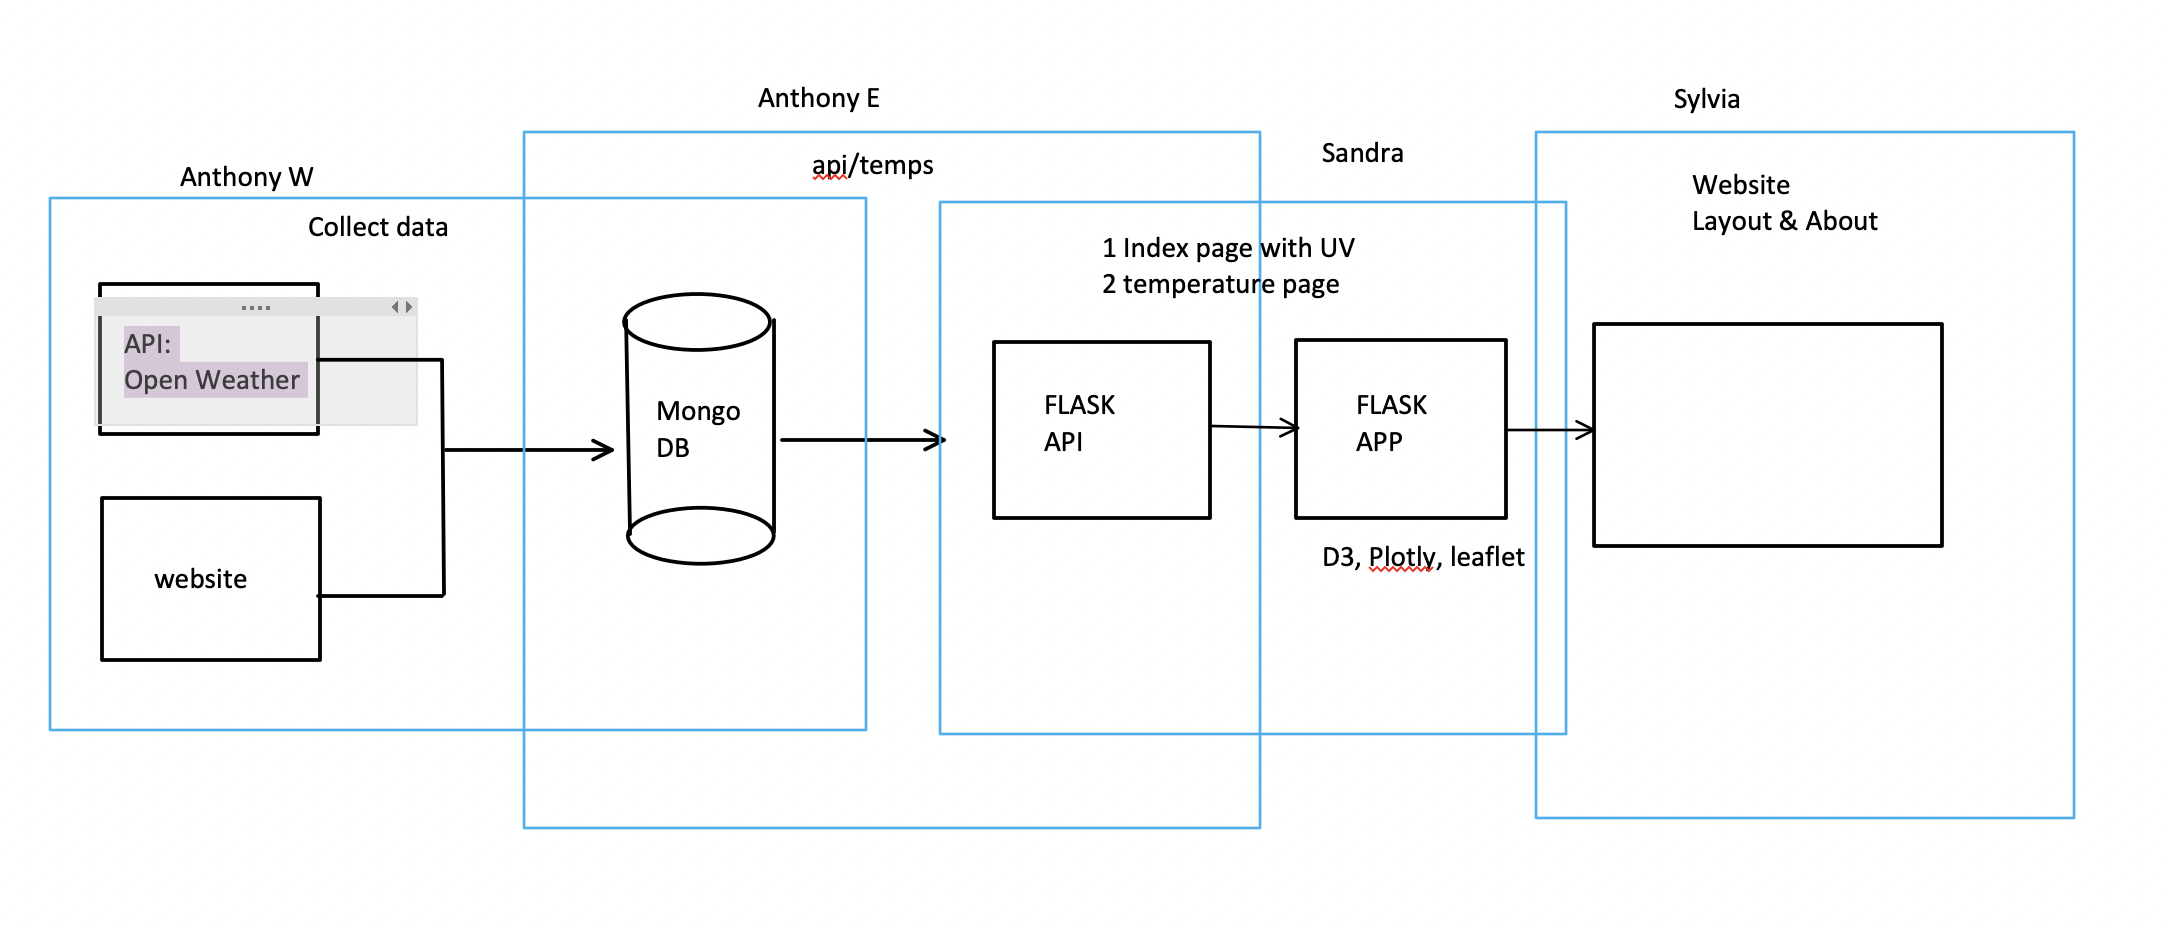 Anthony E
Sylvia
Sandra
Anthony W
api/temps
Website
Layout & About
Collect data
1 Index page with UV
2 temperature page
API:
Open Weather
Mongo
DB
FLASK
API
FLASK
APP
D3, Plotly, leaflet
website